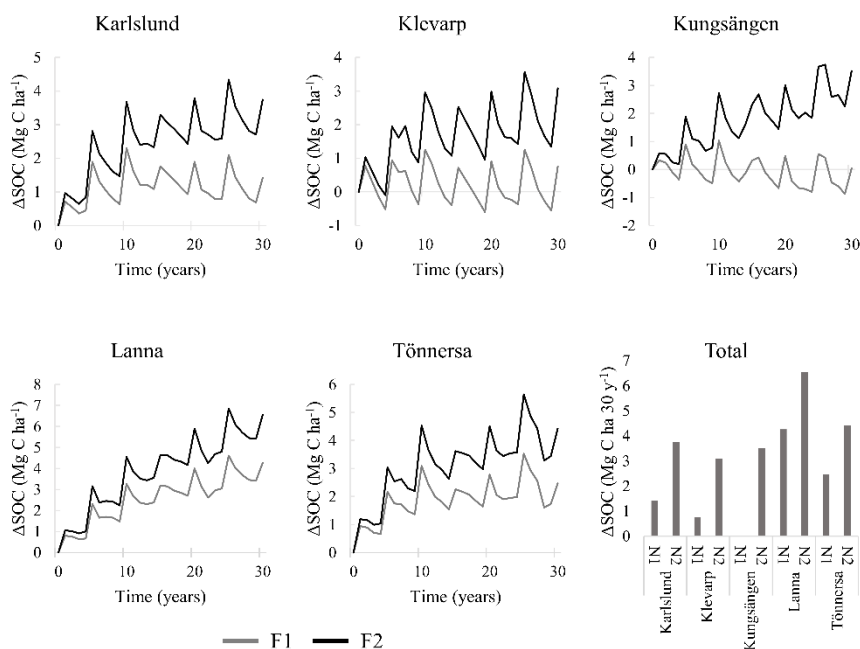 Karlslund
ΔSOC (Mg C ha⁻¹)
5
4
3
2
1
0
0 10 20 30
Time (years)
Klevarp
ΔSOC (Mg C ha⁻¹)
4
3
2
1
0
-1
0 10 20 30
Time (years)
Kungsängen
ΔSOC (Mg C ha⁻¹)
4
3
2
1
0
-1
-2
0 10 20 30
Time (years)
Lanna
ΔSOC (Mg C ha⁻¹)
8
7
6
5
4
3
2
1
0
0 10 20 30
Time (years)
Tönnersa
ΔSOC (Mg C ha⁻¹)
6
5
4
3
2
1
0
0 10 20 30
Time (years)
Total
ΔSOC (Mg C ha 30 y⁻¹)
7
6
5
4
3
2
1
0
N1 N2 N1 N2 N1 N2 N1 N2 N1 N2
Karlslund Klevarp Kungsängen Lanna Tönnersa
F1 F2